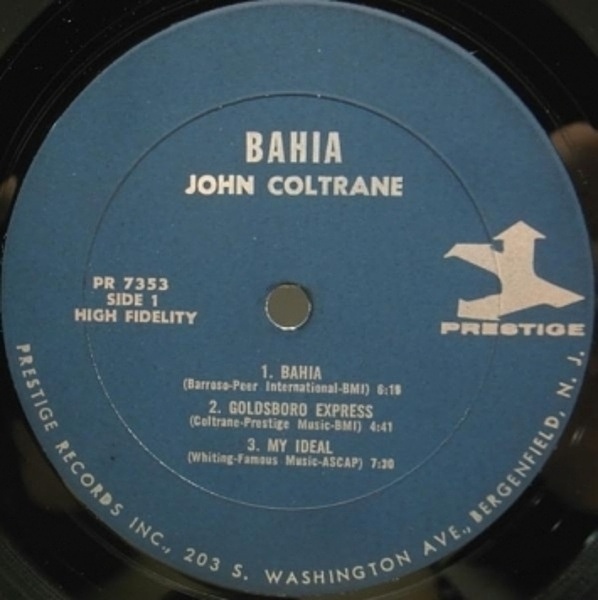 BAHIA
JOHN COLTRANE
PR 7353
SIDE 1
HIGH FIDELITY
PRESTIGE
1. BAHIA
(Barroso-Peer International-BMI) 6:18
2. GOLDSBORO EXPRESS
(Coltrane-Prestige Music-BMI) 4:41
3. MY IDEAL
(Whiting-Famous Music-ASCAP) 7:30
PRESTIGE RECORDS INC., 203 S. WASHINGTON AVE., BERGENFIELD, N. J.